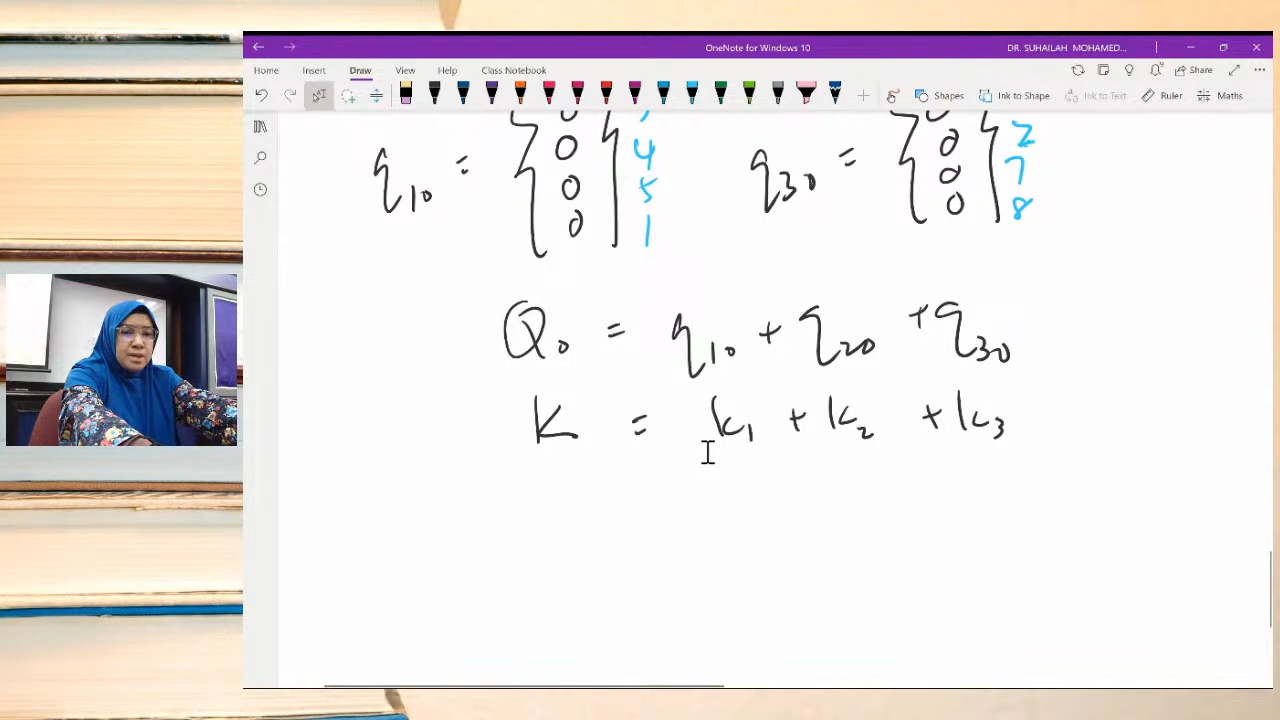 OneNote for Windows 10
DR. SUHAILAH MOHAMED...
Home Insert Draw View Help Class Notebook
Share
Shapes Ink to Shape Ink to Text Ruler Maths
q10 = 0 0 0 4 5 1
q30 = 0 0 0 2 7 8
Q0 = q10 + q20 + q30
K = k1 + k2 + k3